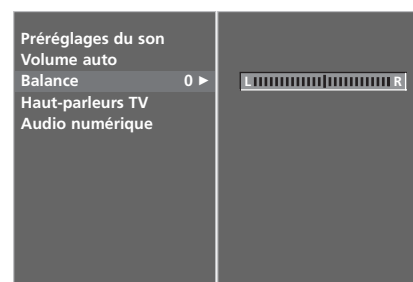 Préréglages du son
Volume auto
Balance 0 ►
L R
Haut-parleurs TV
Audio numérique